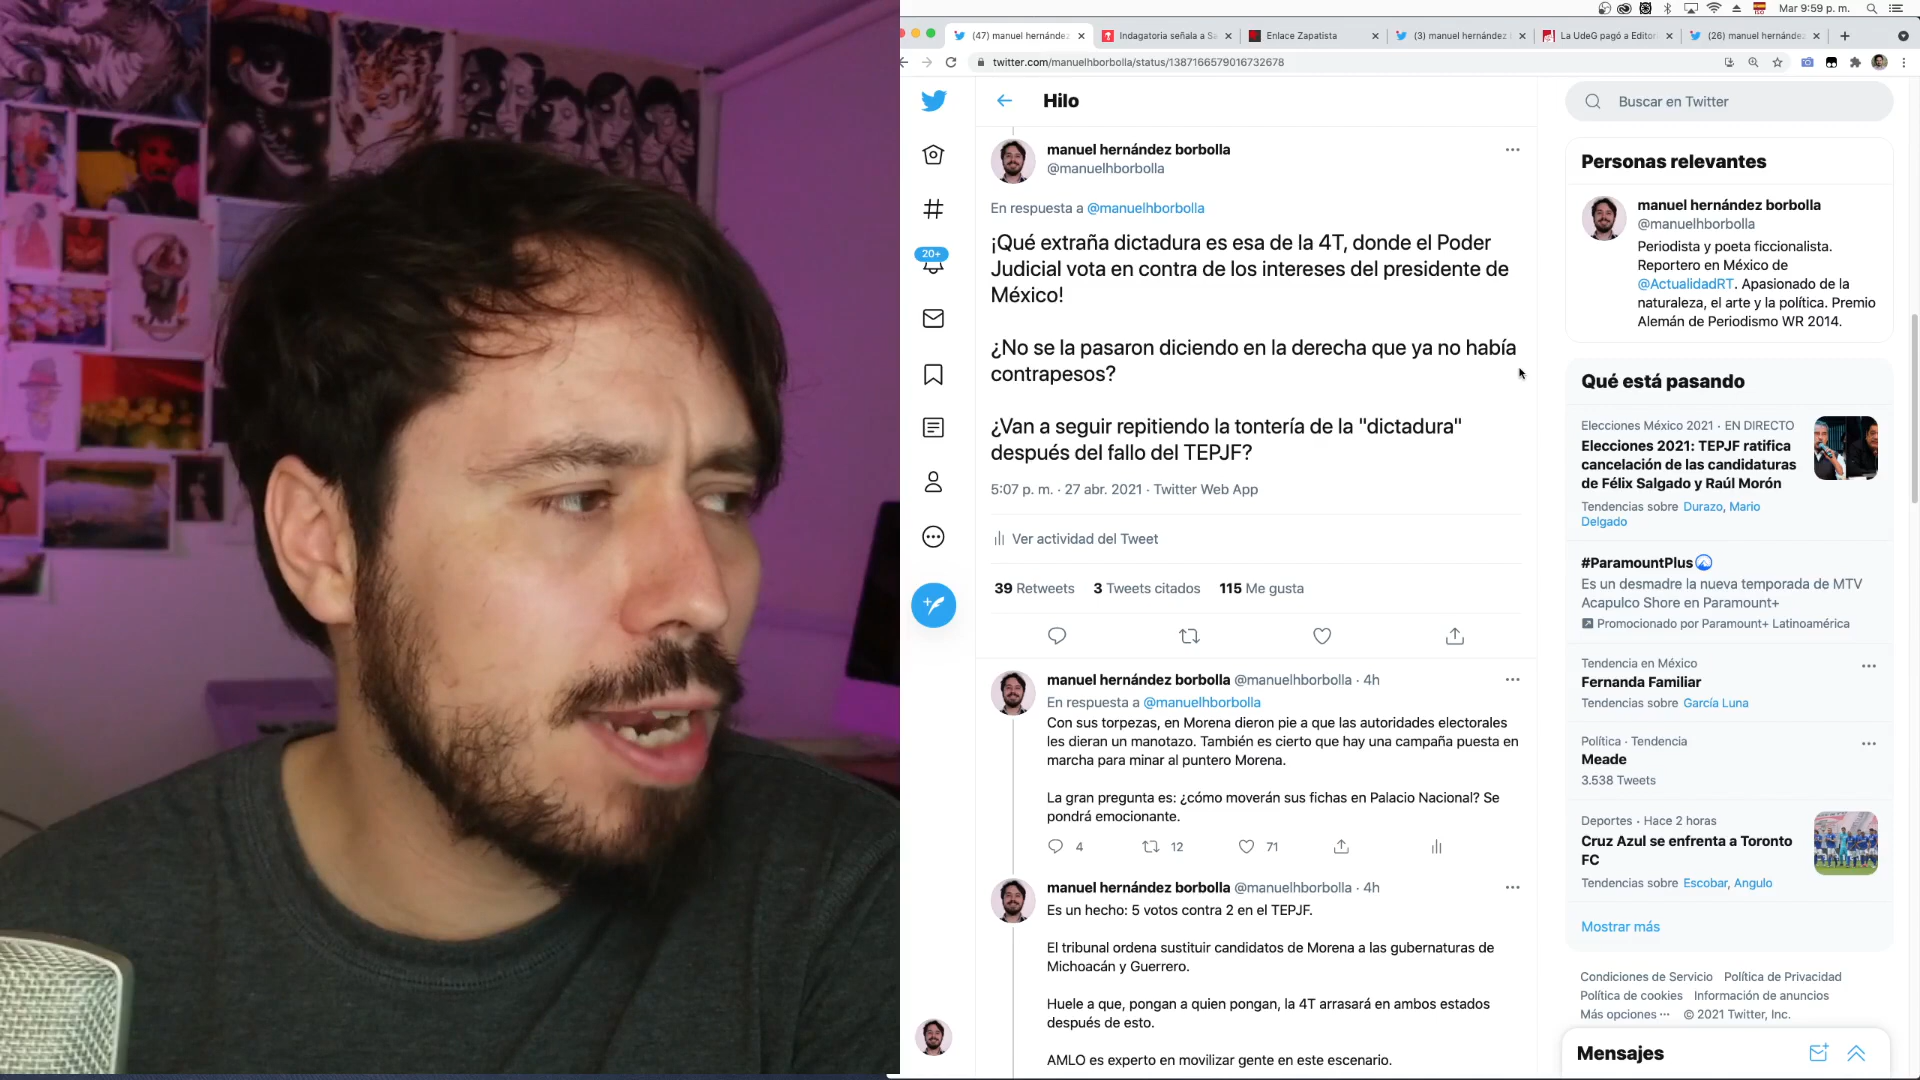 Mar 9:59 p. m.
(47) manuel hernández
Indagatoria señala a Sa
Enlace Zapatista
(3) manuel hernández
La UdeG pagó a Editori
(26) manuel hernández
twitter.com/manuelhborbolla/status/1387166579016732678
Hilo
Buscar en Twitter
20+
manuel hernández borbolla
@manuelhborbolla
En respuesta a @manuelhborbolla
¡Qué extraña dictadura es esa de la 4T, donde el Poder
Judicial vota en contra de los intereses del presidente de
México!
¿No se la pasaron diciendo en la derecha que ya no había
contrapesos?
¿Van a seguir repitiendo la tontería de la "dictadura"
después del fallo del TEPJF?
5:07 p. m. · 27 abr. 2021 · Twitter Web App
Ver actividad del Tweet
39 Retweets 3 Tweets citados 115 Me gusta
manuel hernández borbolla @manuelhborbolla · 4h
En respuesta a @manuelhborbolla
Con sus torpezas, en Morena dieron pie a que las autoridades electorales
les dieran un manotazo. También es cierto que hay una campaña puesta en
marcha para minar al puntero Morena.
La gran pregunta es: ¿cómo moverán sus fichas en Palacio Nacional? Se
pondrá emocionante.
4 12 71
manuel hernández borbolla @manuelhborbolla · 4h
Es un hecho: 5 votos contra 2 en el TEPJF.
El tribunal ordena sustituir candidatos de Morena a las gubernaturas de
Michoacán y Guerrero.
Huele a que, pongan a quien pongan, la 4T arrasará en ambos estados
después de esto.
AMLO es experto en movilizar gente en este escenario.
Personas relevantes
manuel hernández borbolla
@manuelhborbolla
Periodista y poeta ficcionalista.
Reportero en México de
@ActualidadRT. Apasionado de la
naturaleza, el arte y la política. Premio
Alemán de Periodismo WR 2014.
Qué está pasando
Elecciones México 2021 · EN DIRECTO
Elecciones 2021: TEPJF ratifica
cancelación de las candidaturas
de Félix Salgado y Raúl Morón
Tendencias sobre Durazo, Mario
Delgado
#ParamountPlus
Es un desmadre la nueva temporada de MTV
Acapulco Shore en Paramount+
Promocionado por Paramount+ Latinoamérica
Tendencia en México
Fernanda Familiar
Tendencias sobre García Luna
Política · Tendencia
Meade
3.538 Tweets
Deportes · Hace 2 horas
Cruz Azul se enfrenta a Toronto
FC
Tendencias sobre Escobar, Angulo
Mostrar más
Condiciones de Servicio Política de Privacidad
Política de cookies Información de anuncios
Más opciones ··· © 2021 Twitter, Inc.
Mensajes